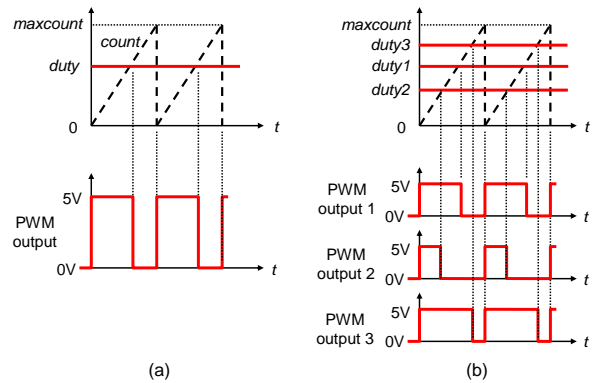 maxcount
count
duty
0
t
5V
PWM
output
0V
t
(a)
maxcount
duty3
duty1
duty2
0
t
PWM
output 1
5V
0V
t
PWM
output 2
5V
0V
t
PWM
output 3
5V
0V
t
(b)